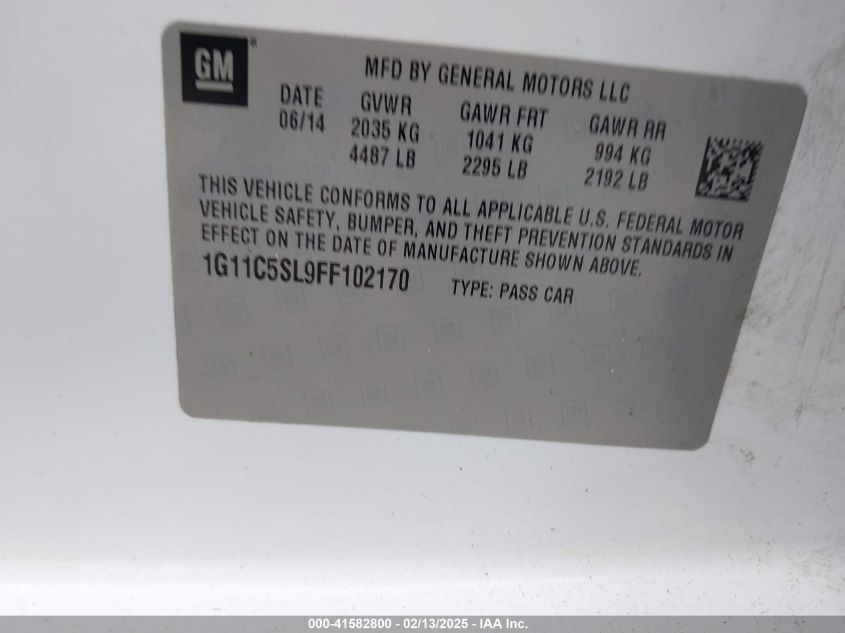 GM®
MFD BY GENERAL MOTORS LLC
DATE GVWR GAWR FRT GAWR RR
06/14 2035 KG 1041 KG 994 KG
4487 LB 2295 LB 2192 LB
THIS VEHICLE CONFORMS TO ALL APPLICABLE U.S. FEDERAL MOTOR
VEHICLE SAFETY, BUMPER, AND THEFT PREVENTION STANDARDS IN
EFFECT ON THE DATE OF MANUFACTURE SHOWN ABOVE.
1G11C5SL9FF102170 TYPE: PASS CAR
000-41582800 - 02/13/2025 - IAA Inc.